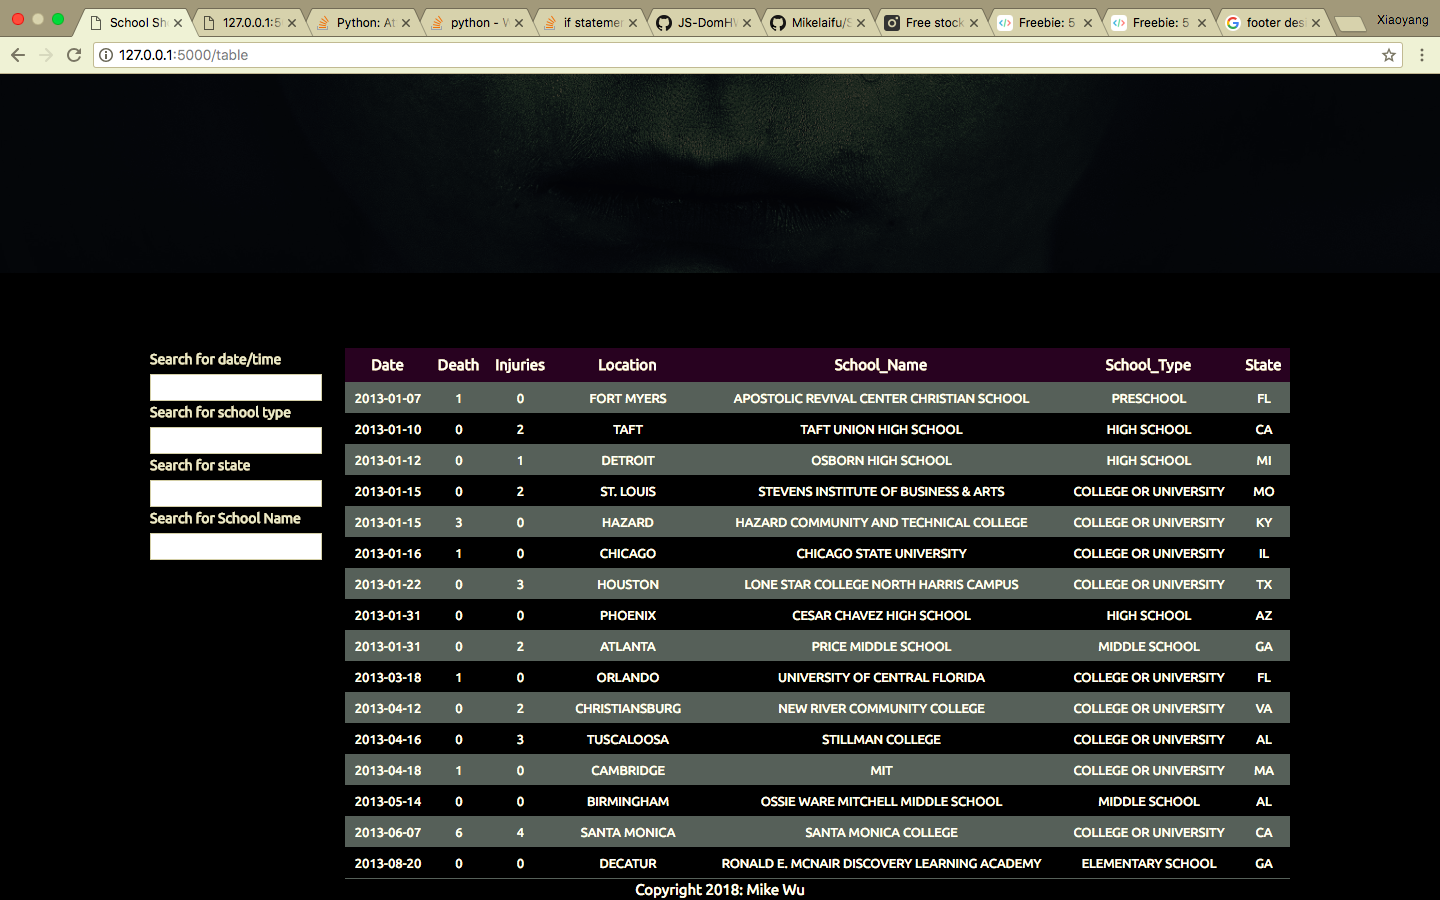 School Sh
127.0.0.1:5
Python: At
python - W
if statemer
JS-DomHW
Mikelaifu/S
Free stock
Freebie: 5
Freebie: 5
footer desi
Xiaoyang
127.0.0.1:5000/table
Search for date/time
Search for school type
Search for state
Search for School Name
Date Death Injuries Location School_Name School_Type State
2013-01-07 1 0 FORT MYERS APOSTOLIC REVIVAL CENTER CHRISTIAN SCHOOL PRESCHOOL FL
2013-01-10 0 2 TAFT TAFT UNION HIGH SCHOOL HIGH SCHOOL CA
2013-01-12 0 1 DETROIT OSBORN HIGH SCHOOL HIGH SCHOOL MI
2013-01-15 0 2 ST. LOUIS STEVENS INSTITUTE OF BUSINESS & ARTS COLLEGE OR UNIVERSITY MO
2013-01-15 3 0 HAZARD HAZARD COMMUNITY AND TECHNICAL COLLEGE COLLEGE OR UNIVERSITY KY
2013-01-16 1 0 CHICAGO CHICAGO STATE UNIVERSITY COLLEGE OR UNIVERSITY IL
2013-01-22 0 3 HOUSTON LONE STAR COLLEGE NORTH HARRIS CAMPUS COLLEGE OR UNIVERSITY TX
2013-01-31 0 0 PHOENIX CESAR CHAVEZ HIGH SCHOOL HIGH SCHOOL AZ
2013-01-31 0 2 ATLANTA PRICE MIDDLE SCHOOL MIDDLE SCHOOL GA
2013-03-18 1 0 ORLANDO UNIVERSITY OF CENTRAL FLORIDA COLLEGE OR UNIVERSITY FL
2013-04-12 0 2 CHRISTIANSBURG NEW RIVER COMMUNITY COLLEGE COLLEGE OR UNIVERSITY VA
2013-04-16 0 3 TUSCALOOSA STILLMAN COLLEGE COLLEGE OR UNIVERSITY AL
2013-04-18 1 0 CAMBRIDGE MIT COLLEGE OR UNIVERSITY MA
2013-05-14 0 0 BIRMINGHAM OSSIE WARE MITCHELL MIDDLE SCHOOL MIDDLE SCHOOL AL
2013-06-07 6 4 SANTA MONICA SANTA MONICA COLLEGE COLLEGE OR UNIVERSITY CA
2013-08-20 0 0 DECATUR RONALD E. MCNAIR DISCOVERY LEARNING ACADEMY ELEMENTARY SCHOOL GA
Copyright 2018: Mike Wu